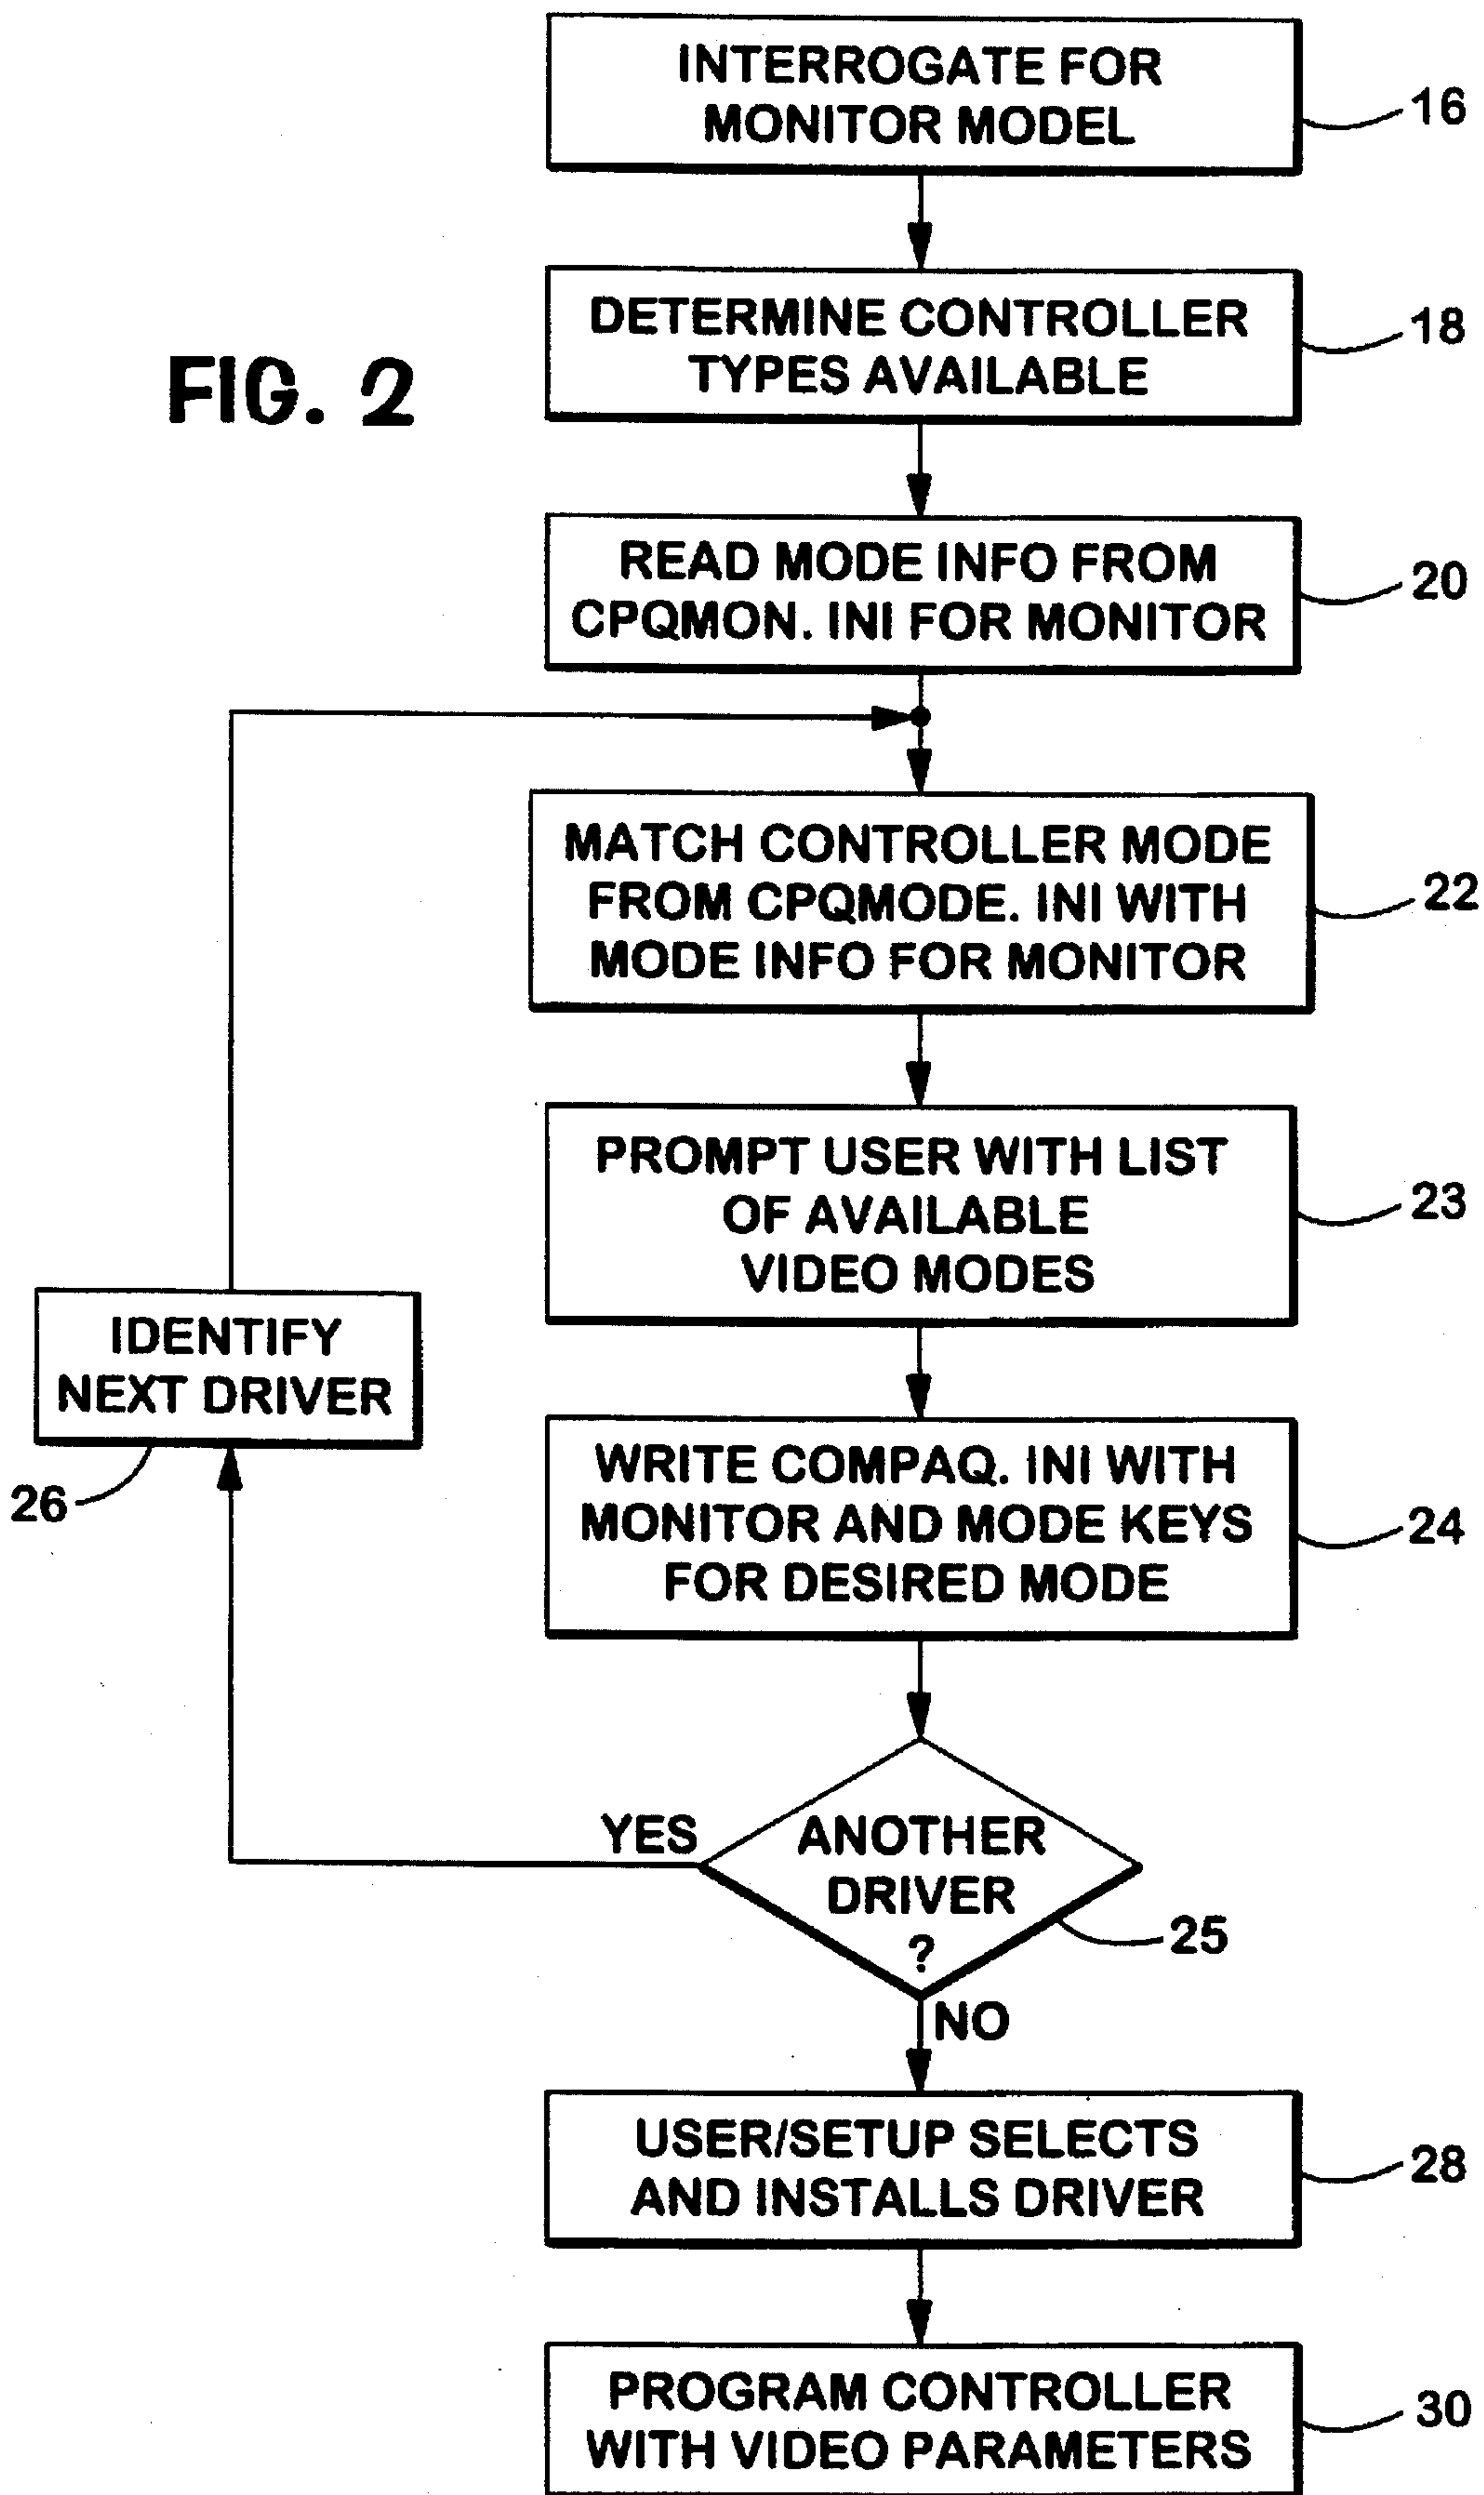 INTERROGATE FOR
MONITOR MODEL
16
DETERMINE CONTROLLER
TYPES AVAILABLE
18
FIG. 2
READ MODE INFO FROM
CPQMON. INI FOR MONITOR
20
MATCH CONTROLLER MODE
FROM CPQMODE. INI WITH
MODE INFO FOR MONITOR
22
PROMPT USER WITH LIST
OF AVAILABLE
VIDEO MODES
23
IDENTIFY
NEXT DRIVER
26
WRITE COMPAQ. INI WITH
MONITOR AND MODE KEYS
FOR DESIRED MODE
24
YES
ANOTHER
DRIVER
?
25
NO
USER/SETUP SELECTS
AND INSTALLS DRIVER
28
PROGRAM CONTROLLER
WITH VIDEO PARAMETERS
30